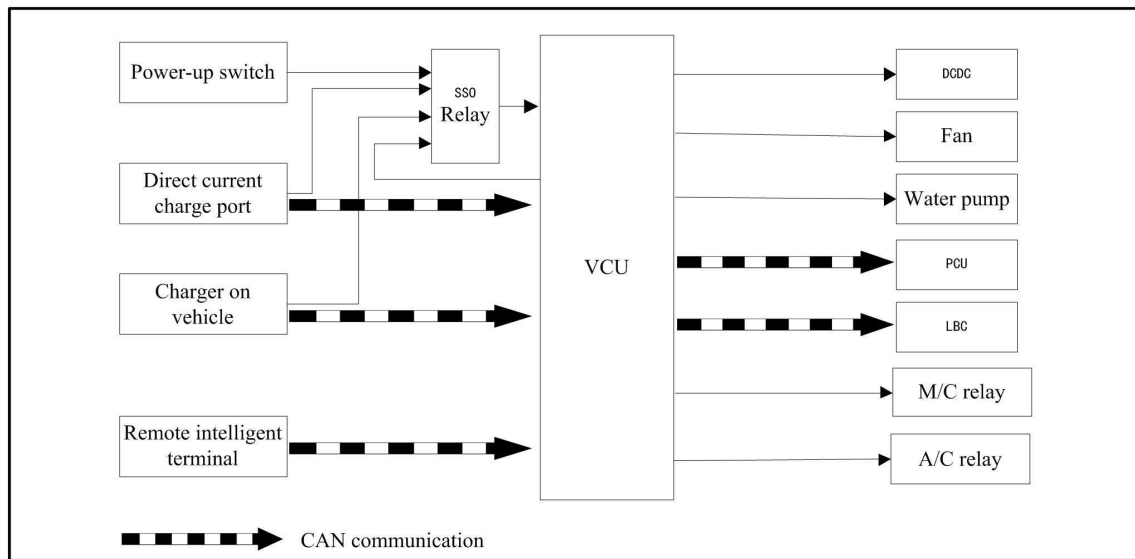 Power-up switch
SSO
Relay
Direct current
charge port
Charger on
vehicle
Remote intelligent
terminal
VCU
DCDC
Fan
Water pump
PCU
LBC
M/C relay
A/C relay
CAN communication